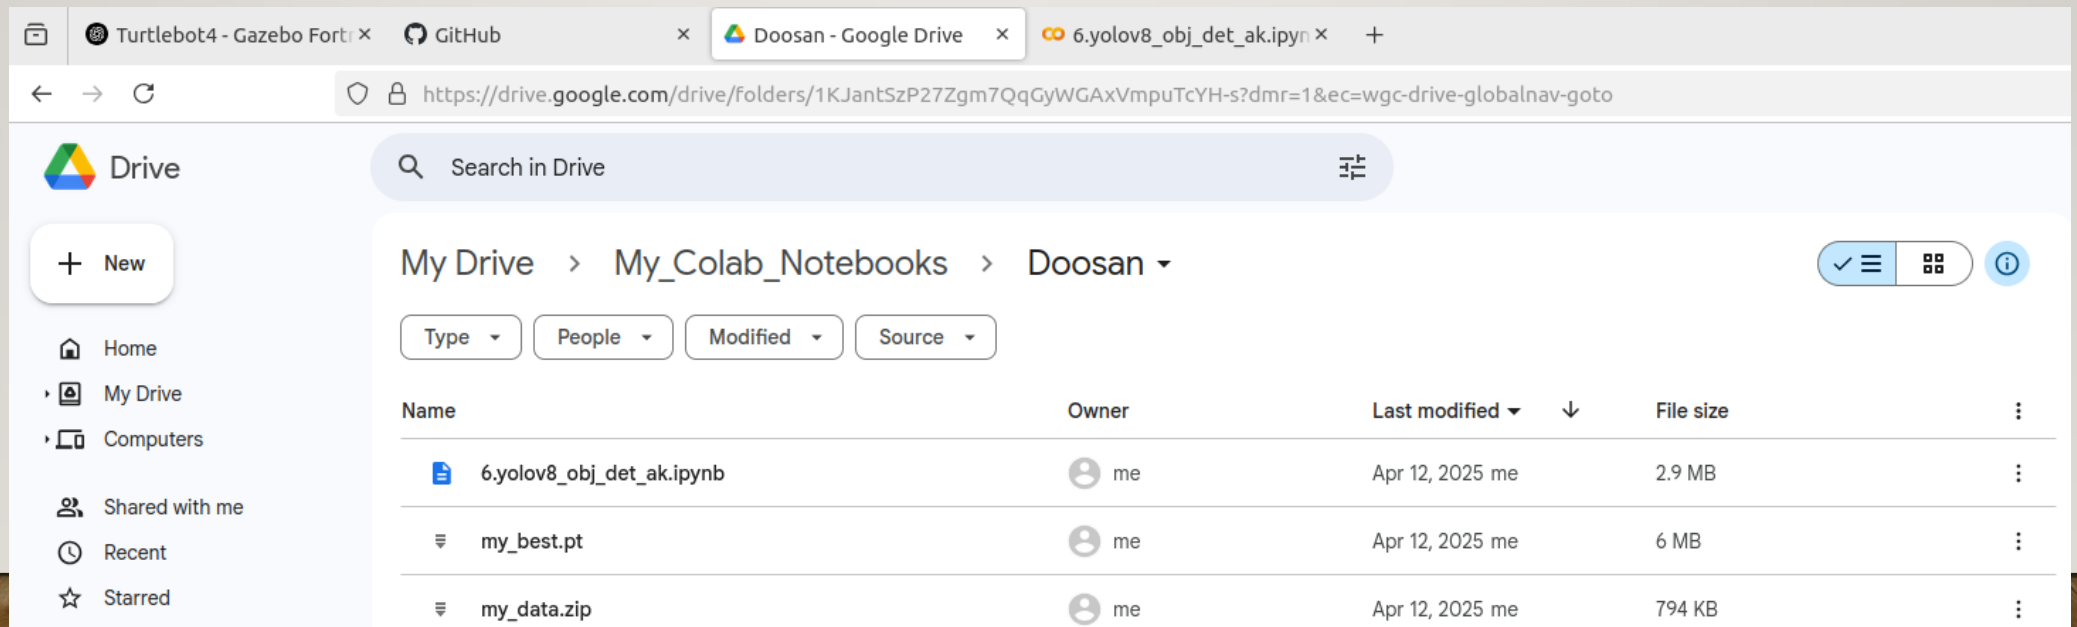 Turtlebot4 - Gazebo Fortr
GitHub
Doosan - Google Drive
6.yolov8_obj_det_ak.ipyn
https://drive.google.com/drive/folders/1KJantSzP27Zgm7QqGyWGAxVmpuTcYH-s?dmr=1&ec=wgc-drive-globalnav-goto
Drive
Search in Drive
New
My Drive > My_Colab_Notebooks > Doosan
Type People Modified Source
Home
My Drive
Computers
Shared with me
Recent
Starred
Name Owner Last modified File size
6.yolov8_obj_det_ak.ipynb me Apr 12, 2025 me 2.9 MB
my_best.pt me Apr 12, 2025 me 6 MB
my_data.zip me Apr 12, 2025 me 794 KB